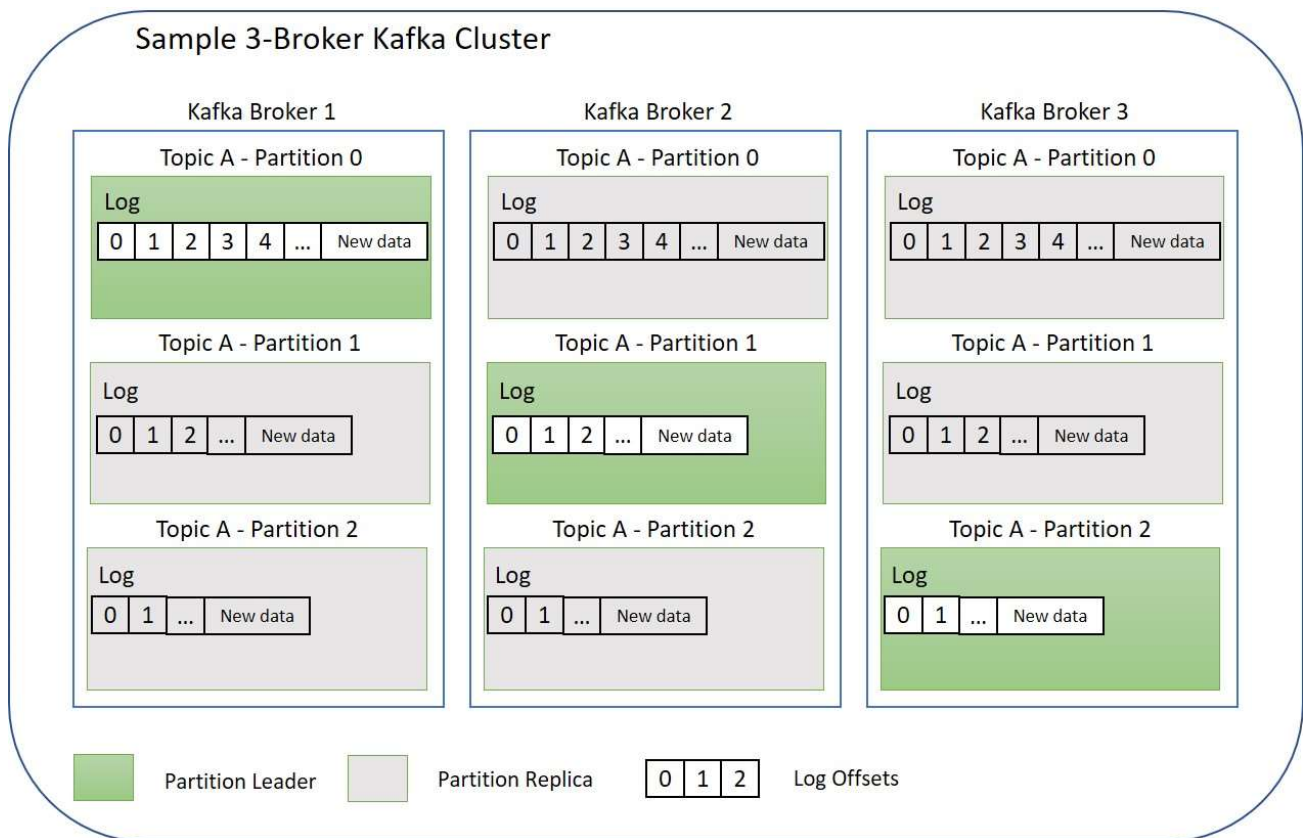 Sample 3-Broker Kafka Cluster
Kafka Broker 1
Topic A - Partition 0
Log
0 1 2 3 4 ... New data
Topic A - Partition 1
Log
0 1 2 ... New data
Topic A - Partition 2
Log
0 1 ... New data
Kafka Broker 2
Topic A - Partition 0
Log
0 1 2 3 4 ... New data
Topic A - Partition 1
Log
0 1 2 ... New data
Topic A - Partition 2
Log
0 1 ... New data
Kafka Broker 3
Topic A - Partition 0
Log
0 1 2 3 4 ... New data
Topic A - Partition 1
Log
0 1 2 ... New data
Topic A - Partition 2
Log
0 1 ... New data
Partition Leader
Partition Replica
0 1 2
Log Offsets